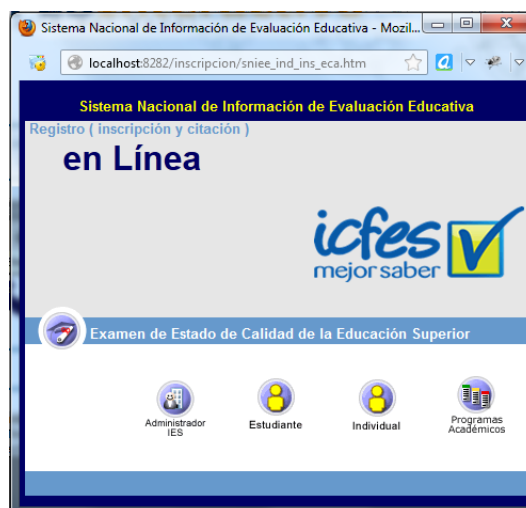 Sistema Nacional de Información de Evaluación Educativa - Mozil...
localhost:8282/inscripcion/sniee_ind_ins_eca.htm
Sistema Nacional de Información de Evaluación Educativa
Registro ( inscripción y citación )
en Línea
icfes
mejor saber
Examen de Estado de Calidad de la Educación Superior
Administrador
IES
Estudiante
Individual
Programas
Académicos